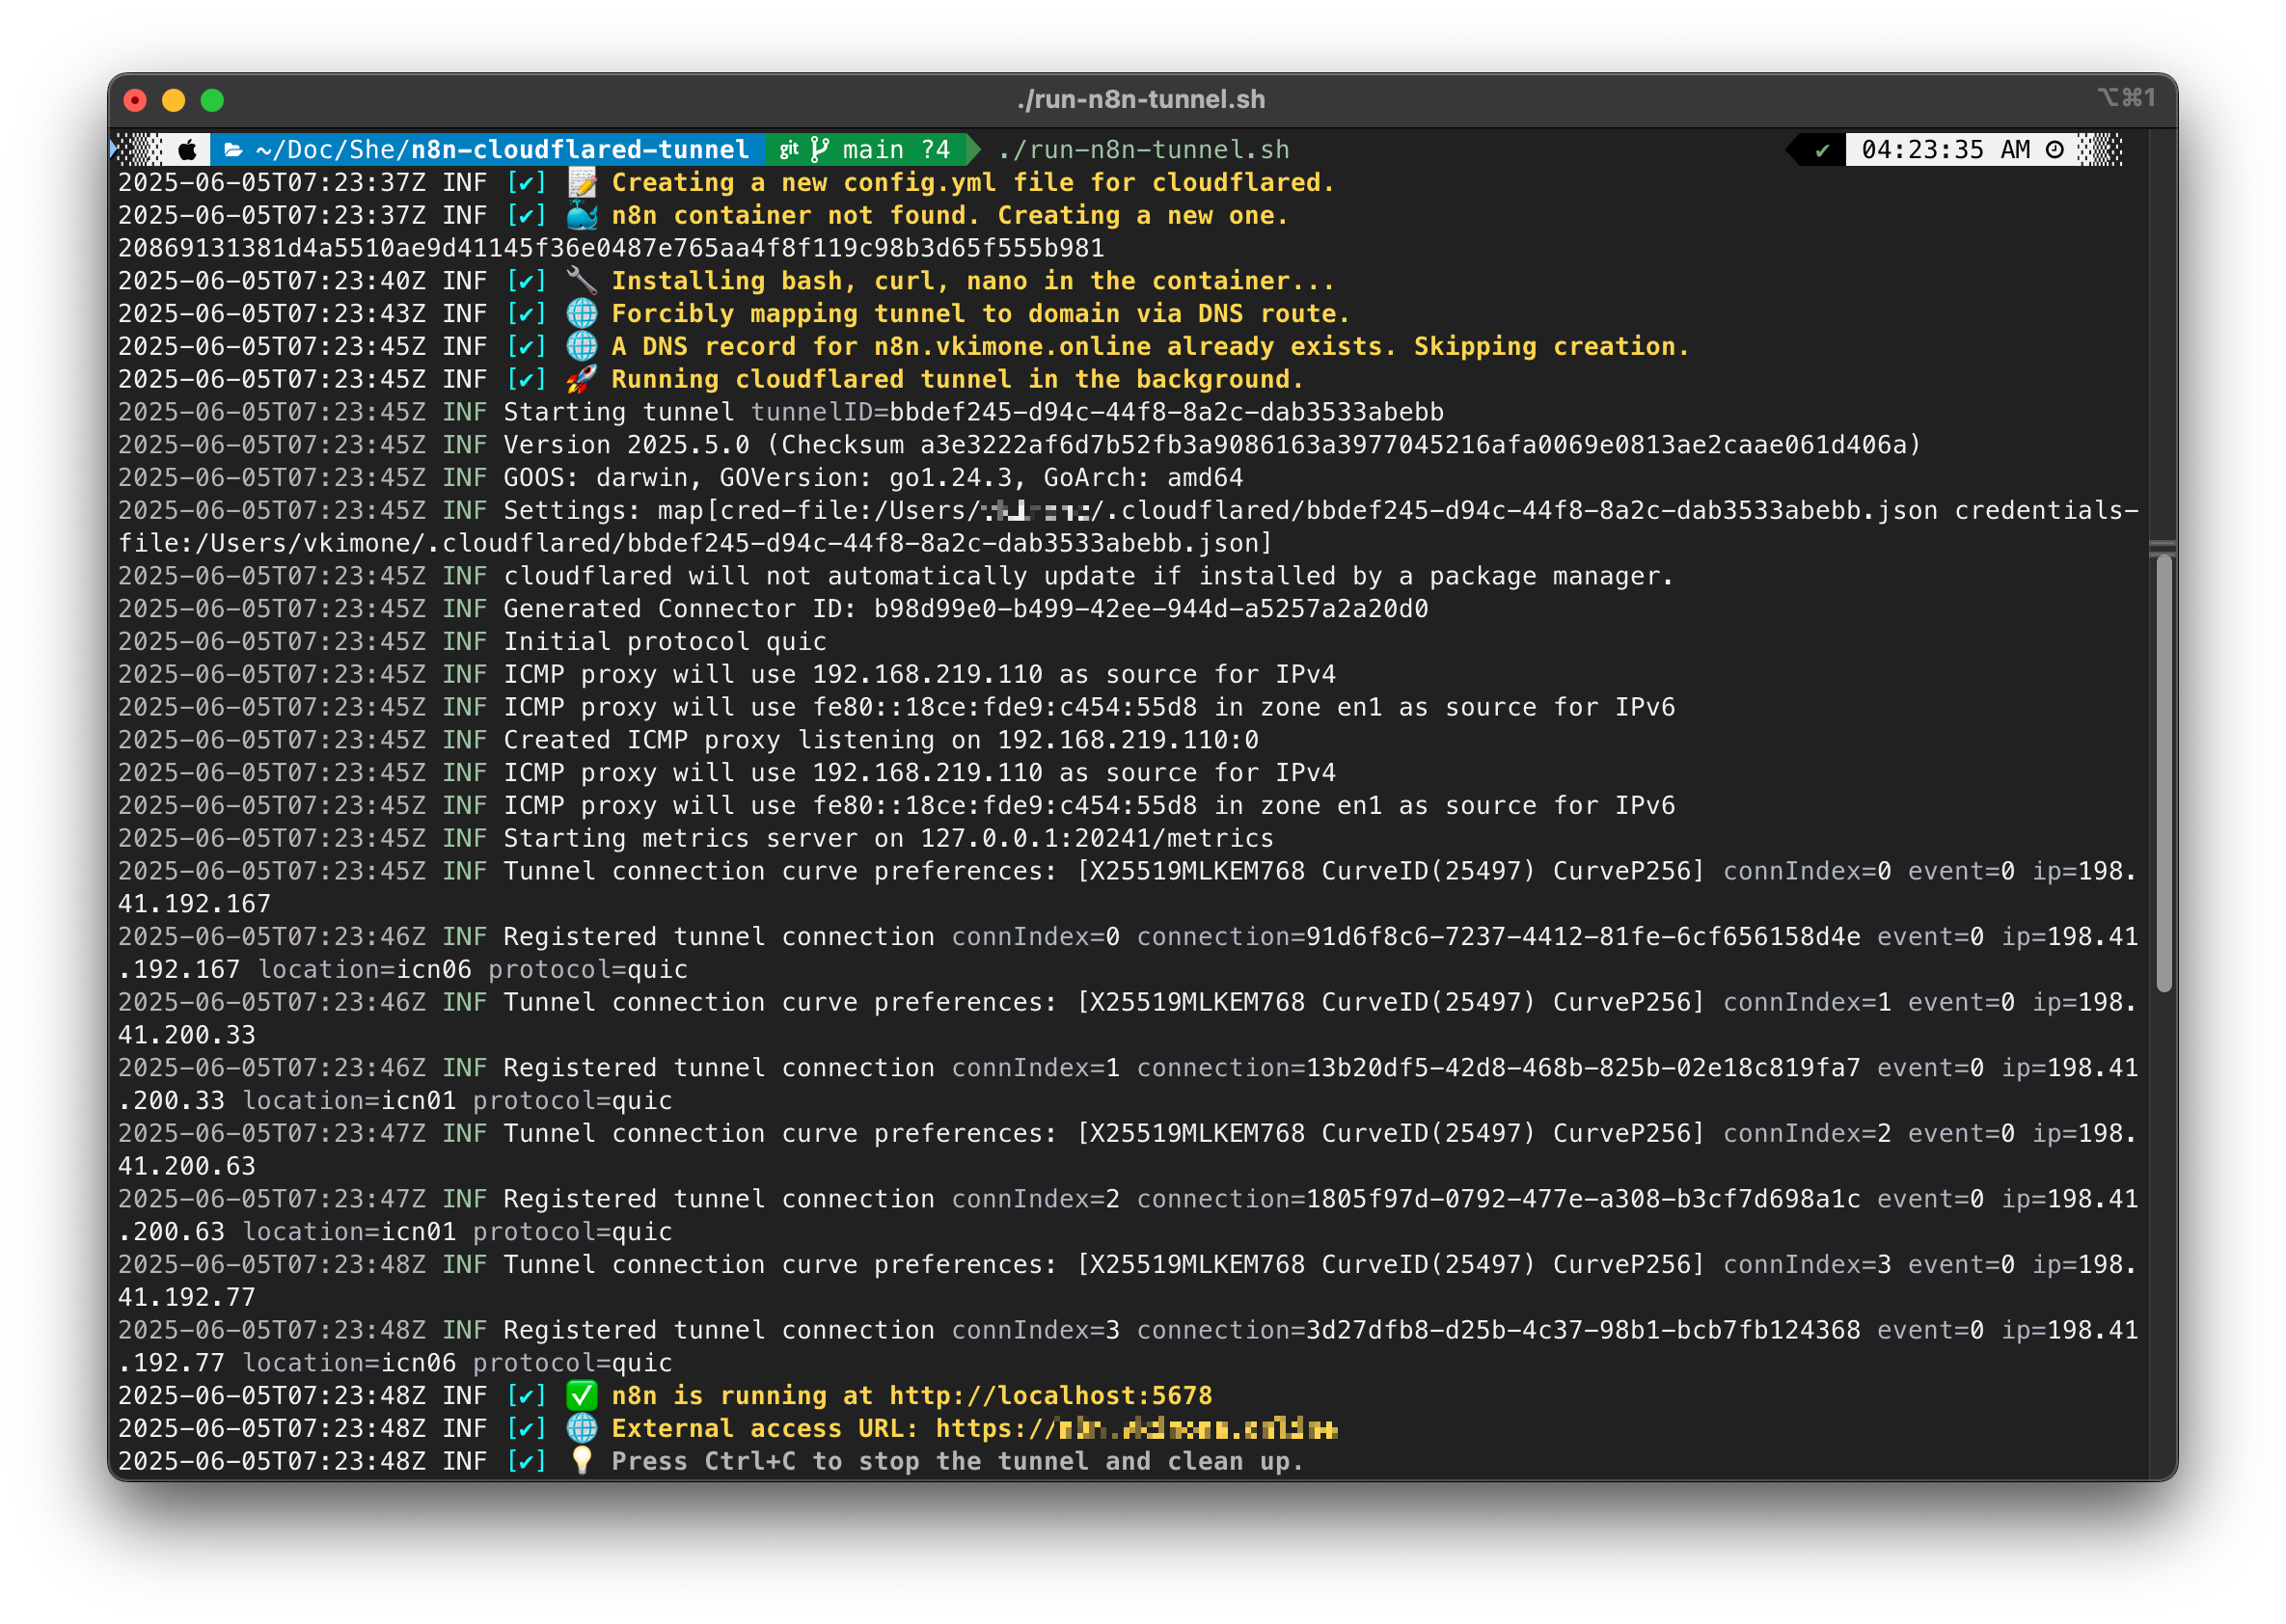 ./run-n8n-tunnel.sh
⌥⌘1
~/Doc/She/n8n-cloudflared-tunnel git main ?4 ./run-n8n-tunnel.sh ✔ 04:23:35 AM
2025-06-05T07:23:37Z INF [✔] 📝 Creating a new config.yml file for cloudflared.
2025-06-05T07:23:37Z INF [✔] 🐳 n8n container not found. Creating a new one.
20869131381d4a5510ae9d41145f36e0487e765aa4f8f119c98b3d65f555b981
2025-06-05T07:23:40Z INF [✔] 🔧 Installing bash, curl, nano in the container...
2025-06-05T07:23:43Z INF [✔] 🌐 Forcibly mapping tunnel to domain via DNS route.
2025-06-05T07:23:45Z INF [✔] 🌐 A DNS record for n8n.vkimone.online already exists. Skipping creation.
2025-06-05T07:23:45Z INF [✔] 🚀 Running cloudflared tunnel in the background.
2025-06-05T07:23:45Z INF Starting tunnel tunnelID=bbdef245-d94c-44f8-8a2c-dab3533abebb
2025-06-05T07:23:45Z INF Version 2025.5.0 (Checksum a3e3222af6d7b52fb3a9086163a3977045216afa0069e0813ae2caae061d406a)
2025-06-05T07:23:45Z INF GOOS: darwin, GOVersion: go1.24.3, GoArch: amd64
2025-06-05T07:23:45Z INF Settings: map[cred-file:/Users/ /.cloudflared/bbdef245-d94c-44f8-8a2c-dab3533abebb.json credentials-
file:/Users/vkimone/.cloudflared/bbdef245-d94c-44f8-8a2c-dab3533abebb.json]
2025-06-05T07:23:45Z INF cloudflared will not automatically update if installed by a package manager.
2025-06-05T07:23:45Z INF Generated Connector ID: b98d99e0-b499-42ee-944d-a5257a2a20d0
2025-06-05T07:23:45Z INF Initial protocol quic
2025-06-05T07:23:45Z INF ICMP proxy will use 192.168.219.110 as source for IPv4
2025-06-05T07:23:45Z INF ICMP proxy will use fe80::18ce:fde9:c454:55d8 in zone en1 as source for IPv6
2025-06-05T07:23:45Z INF Created ICMP proxy listening on 192.168.219.110:0
2025-06-05T07:23:45Z INF ICMP proxy will use 192.168.219.110 as source for IPv4
2025-06-05T07:23:45Z INF ICMP proxy will use fe80::18ce:fde9:c454:55d8 in zone en1 as source for IPv6
2025-06-05T07:23:45Z INF Starting metrics server on 127.0.0.1:20241/metrics
2025-06-05T07:23:45Z INF Tunnel connection curve preferences: [X25519MLKEM768 CurveID(25497) CurveP256] connIndex=0 event=0 ip=198.
41.192.167
2025-06-05T07:23:46Z INF Registered tunnel connection connIndex=0 connection=91d6f8c6-7237-4412-81fe-6cf656158d4e event=0 ip=198.41
.192.167 location=icn06 protocol=quic
2025-06-05T07:23:46Z INF Tunnel connection curve preferences: [X25519MLKEM768 CurveID(25497) CurveP256] connIndex=1 event=0 ip=198.
41.200.33
2025-06-05T07:23:46Z INF Registered tunnel connection connIndex=1 connection=13b20df5-42d8-468b-825b-02e18c819fa7 event=0 ip=198.41
.200.33 location=icn01 protocol=quic
2025-06-05T07:23:47Z INF Tunnel connection curve preferences: [X25519MLKEM768 CurveID(25497) CurveP256] connIndex=2 event=0 ip=198.
41.200.63
2025-06-05T07:23:47Z INF Registered tunnel connection connIndex=2 connection=1805f97d-0792-477e-a308-b3cf7d698a1c event=0 ip=198.41
.200.63 location=icn01 protocol=quic
2025-06-05T07:23:48Z INF Tunnel connection curve preferences: [X25519MLKEM768 CurveID(25497) CurveP256] connIndex=3 event=0 ip=198.
41.192.77
2025-06-05T07:23:48Z INF Registered tunnel connection connIndex=3 connection=3d27dfb8-d25b-4c37-98b1-bcb7fb124368 event=0 ip=198.41
.192.77 location=icn06 protocol=quic
2025-06-05T07:23:48Z INF [✔] ✅ n8n is running at http://localhost:5678
2025-06-05T07:23:48Z INF [✔] 🌐 External access URL: https://
2025-06-05T07:23:48Z INF [✔] 💡 Press Ctrl+C to stop the tunnel and clean up.